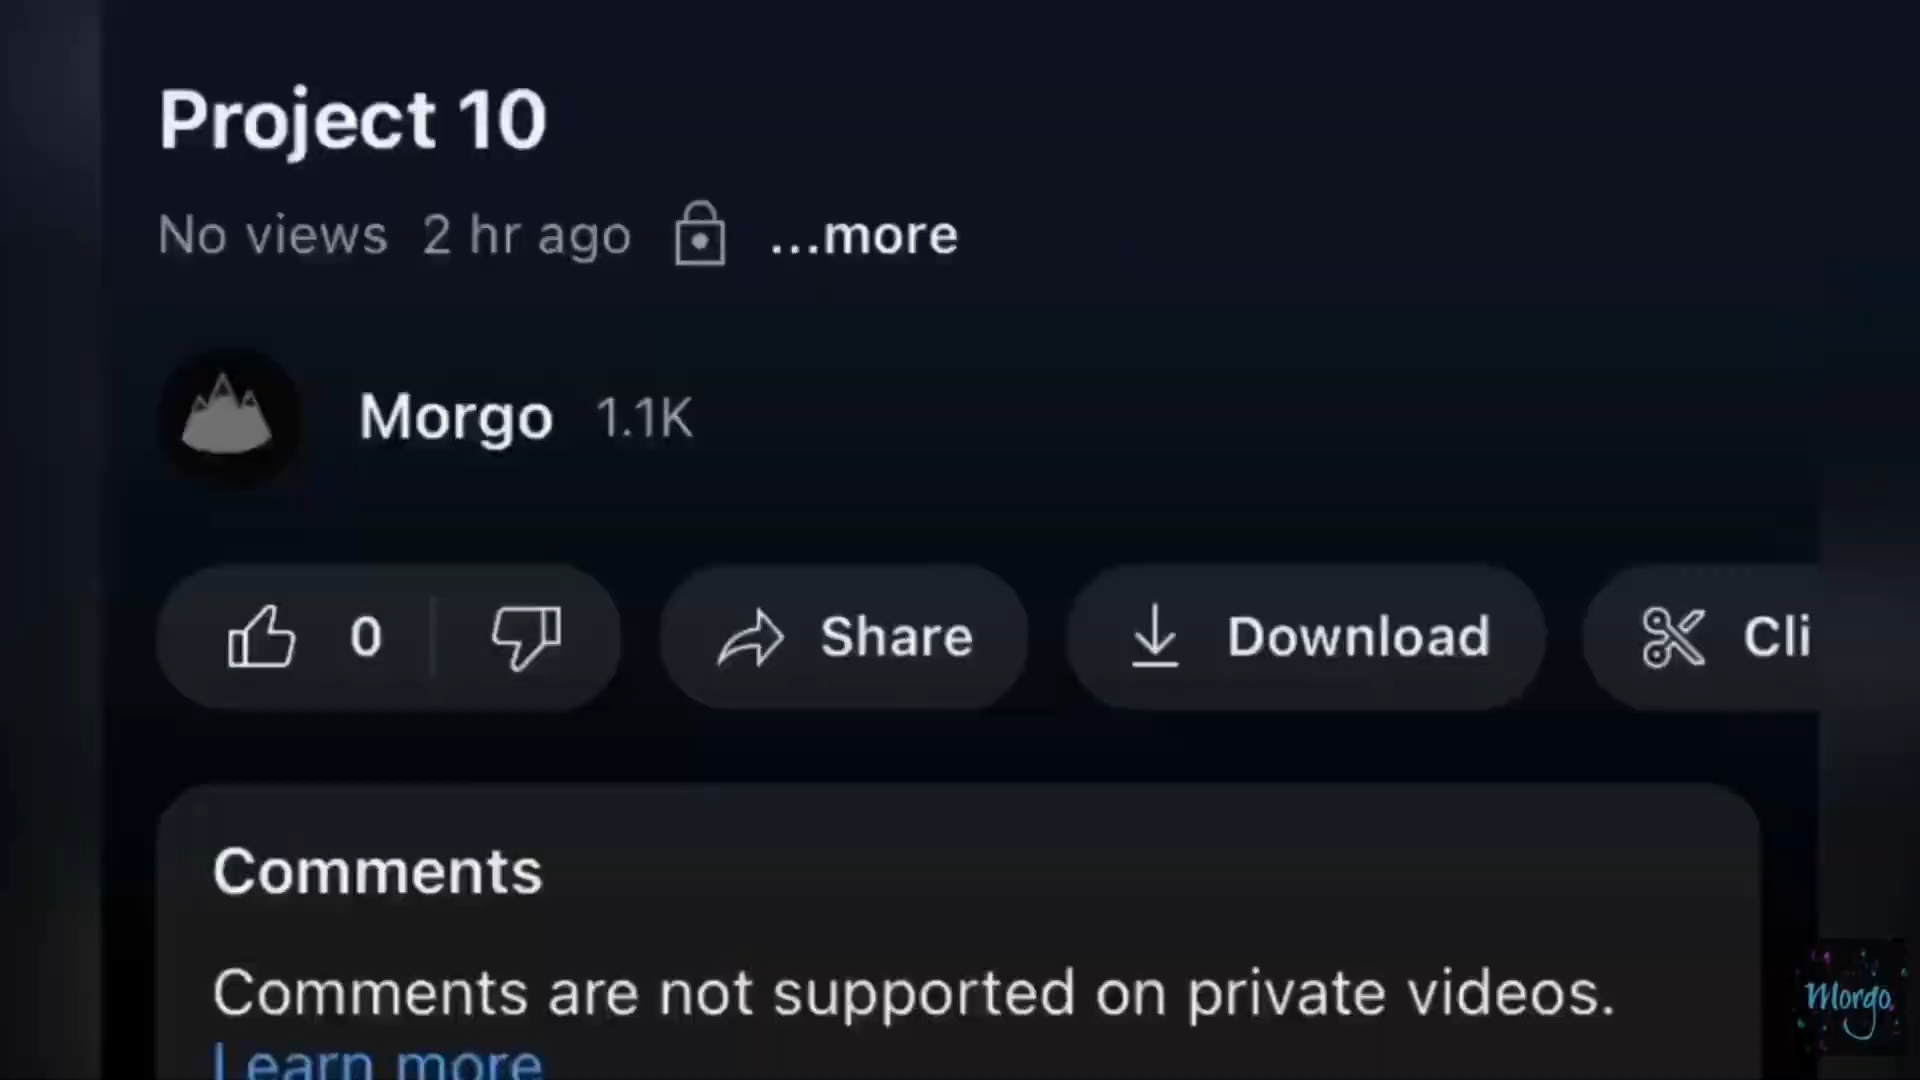 Project 10
No views 2 hr ago ...more
Morgo 1.1K
0 Share Download Cli
Comments
Comments are not supported on private videos.
Learn more
Morgo